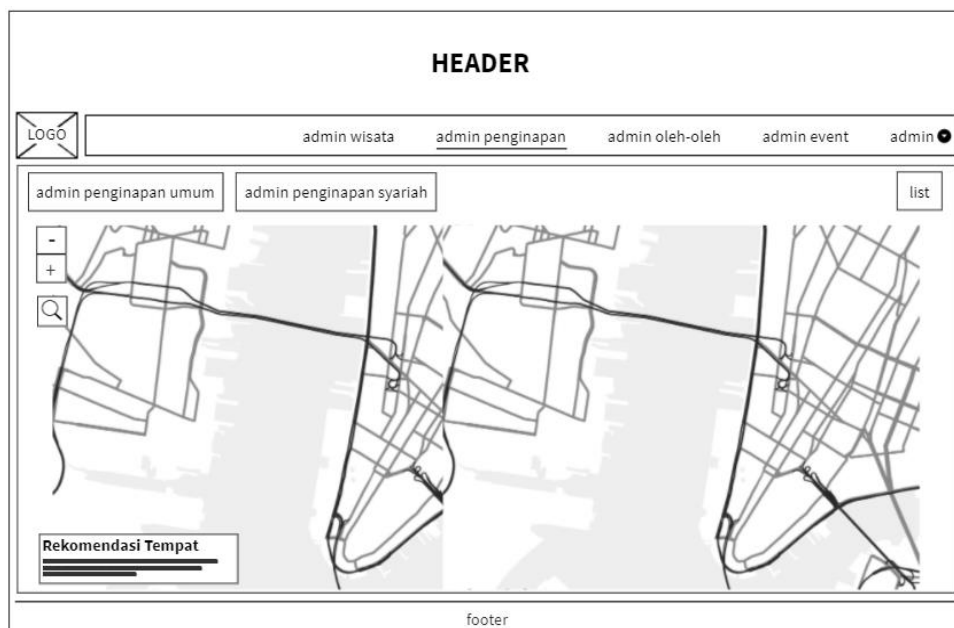 HEADER
LOGO
admin wisata admin penginapan admin oleh-oleh admin event admin
admin penginapan umum admin penginapan syariah list
-
+
Rekomendasi Tempat
footer